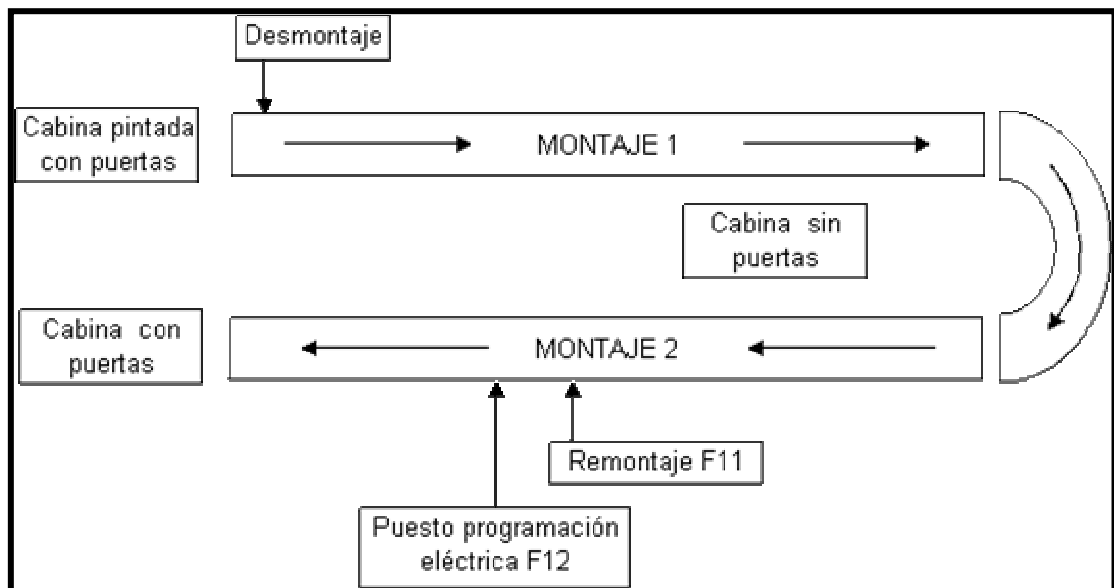 Desmontaje
Cabina pintada
con puertas
MONTAJE 1
Cabina sin
puertas
Cabina con
puertas
MONTAJE 2
Remontaje F11
Puesto programación
eléctrica F12